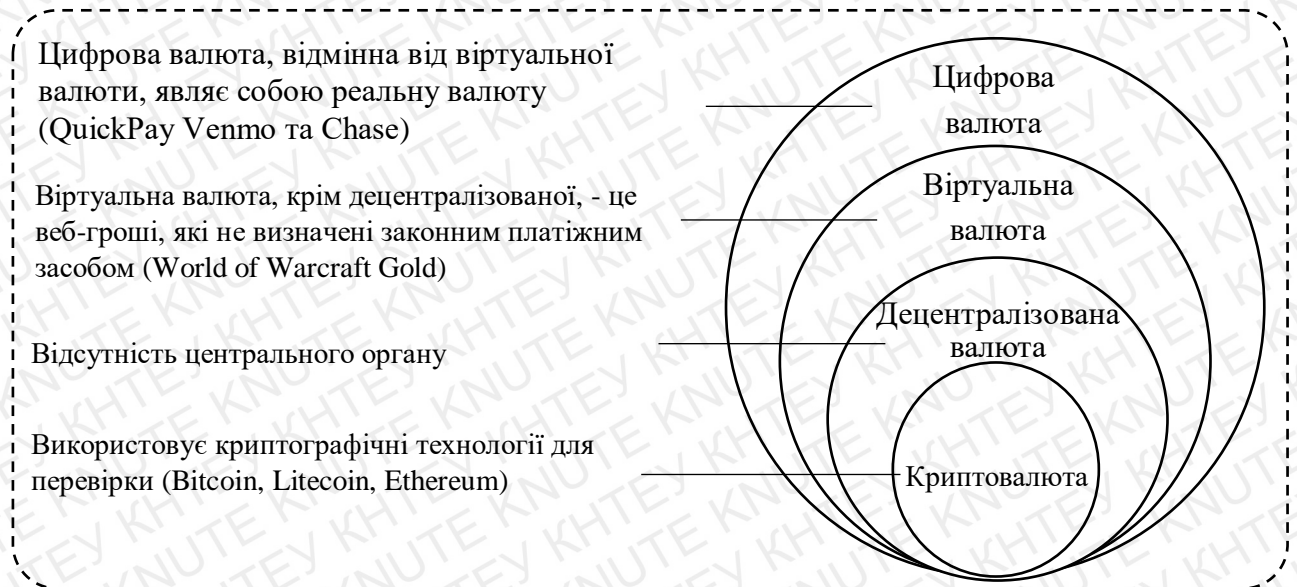 Цифрова валюта, відмінна від віртуальної
валюти, являє собою реальну валюту
(QuickPay Venmo та Chase)
Віртуальна валюта, крім децентралізованої, - це
веб-гроші, які не визначені законним платіжним
засобом (World of Warcraft Gold)
Відсутність центрального органу
Використовує криптографічні технології для
перевірки (Bitcoin, Litecoin, Ethereum)
Цифрова
валюта
Віртуальна
валюта
Децентралізована
валюта
Криптовалюта
KHTEY KNUTE